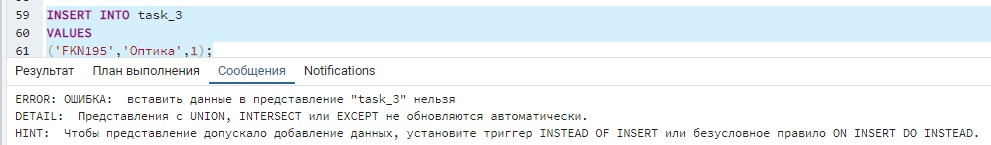 59 INSERT INTO task_3
60 VALUES
61 ('FKN195','Оптика',1);
Результат План выполнения Сообщения Notifications
ERROR: ОШИБКА: вставить данные в представление "task_3" нельзя
DETAIL: Представления с UNION, INTERSECT или EXCEPT не обновляются автоматически.
HINT: Чтобы представление допускало добавление данных, установите триггер INSTEAD OF INSERT или безусловное правило ON INSERT DO INSTEAD.